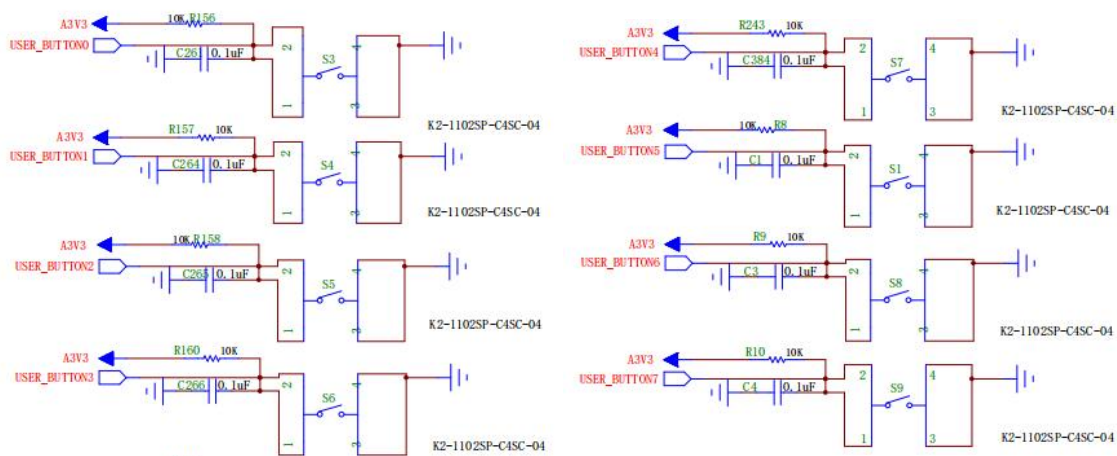 A3V3
10K R156
USER_BUTTON0
C261 0.1uF
2
1
S3
4
3
K2-1102SP-C4SC-04
A3V3
R157 10K
USER_BUTTON1
C264 0.1uF
2
1
S4
4
3
K2-1102SP-C4SC-04
A3V3
10K R158
USER_BUTTON2
C265 0.1uF
2
1
S5
4
3
K2-1102SP-C4SC-04
A3V3
R160 10K
USER_BUTTON3
C266 0.1uF
2
1
S6
4
3
K2-1102SP-C4SC-04
A3V3
R243 10K
USER_BUTTON4
C384 0.1uF
2
1
S7
4
3
K2-1102SP-C4SC-04
A3V3
10K R8
USER_BUTTON5
C1 0.1uF
2
1
S1
4
3
K2-1102SP-C4SC-04
A3V3
R9 10K
USER_BUTTON6
C3 0.1uF
2
1
S8
4
3
K2-1102SP-C4SC-04
A3V3
R10 10K
USER_BUTTON7
C4 0.1uF
2
1
S9
4
3
K2-1102SP-C4SC-04